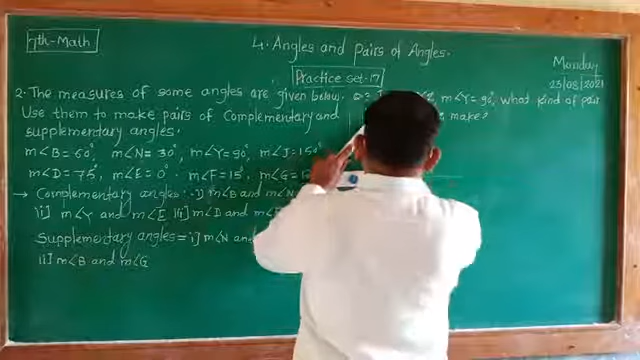 7th-Math
4. Angles and Pairs of Angles.
Monday
23/08/2021
Practice set-17
2. The measures of some angles are given below.
Use them to make pairs of Complementary and
supplementary angles.
m∠B=60°, m∠N=30°, m∠Y=90°, m∠J=150°
m∠D=75°, m∠E=0°, m∠F=15°, m∠G=
→ Complementary angles. i] m∠B and m∠N
ii] m∠Y and m∠E iii] m∠D and
Supplementary angles= i] m∠N and
ii] m∠B and m∠G
m∠Y=90°, What kind of pair
make?